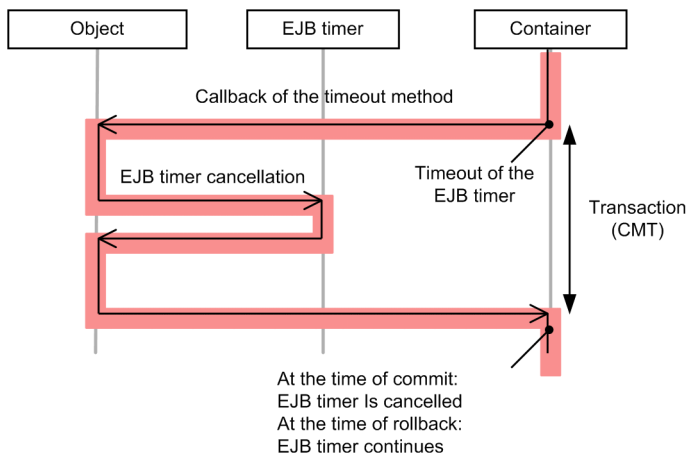 Object
EJB timer
Container
Callback of the timeout method
EJB timer cancellation
Timeout of the
EJB timer
Transaction
(CMT)
At the time of commit:
EJB timer Is cancelled
At the time of rollback:
EJB timer continues